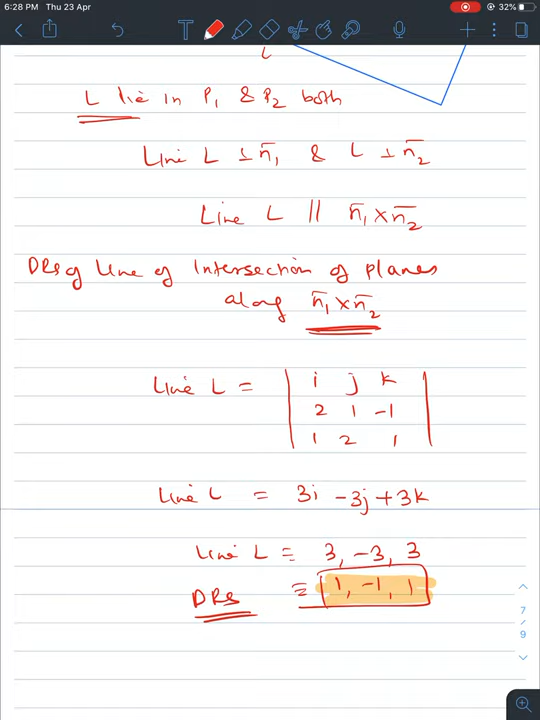 6:28 PM Thu 23 Apr 32%
L
L lie in P1 & P2 both
Line L ⊥ n̄1 & L ⊥ n̄2
Line L || n̄1 × n̄2
DRs of line of Intersection of planes
along n̄1 × n̄2
Line L = | i j k
2 1 -1
1 2 1 |
Line L = 3i -3j +3k
Line L ≡ 3, -3, 3
DRs ≡ 1, -1, 1
7
/
9